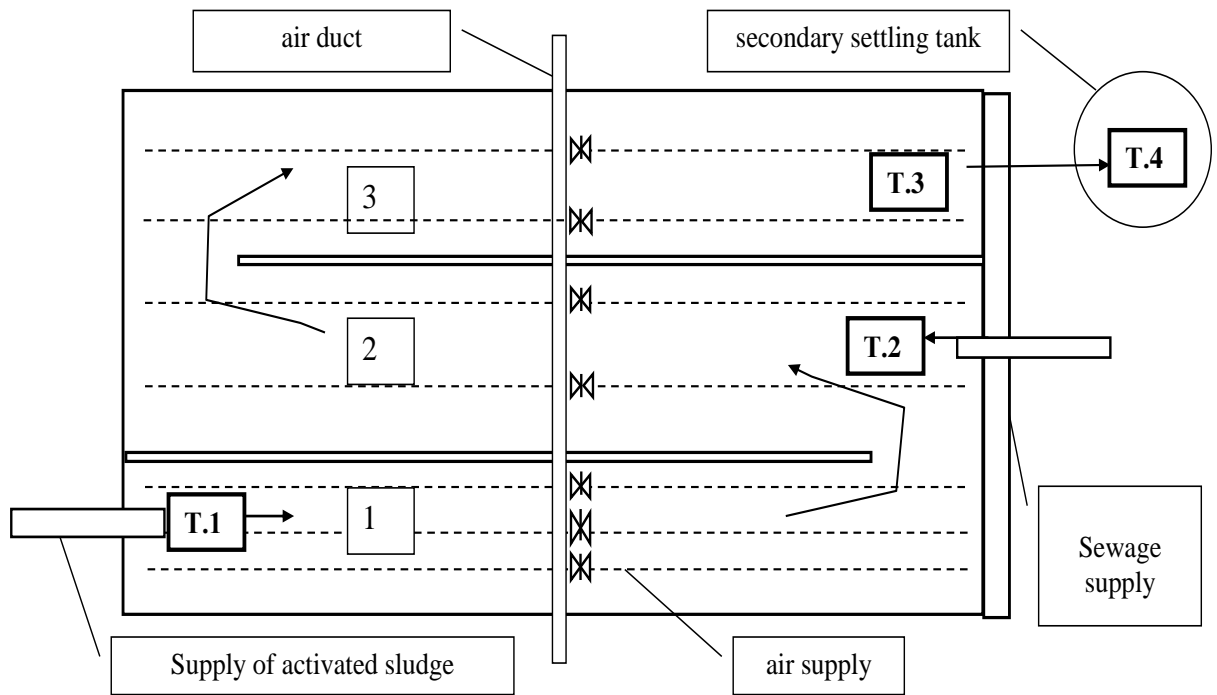 air duct
secondary settling tank
T.4
T.3
3
2
T.2
T.1
1
Sewage
supply
Supply of activated sludge
air supply